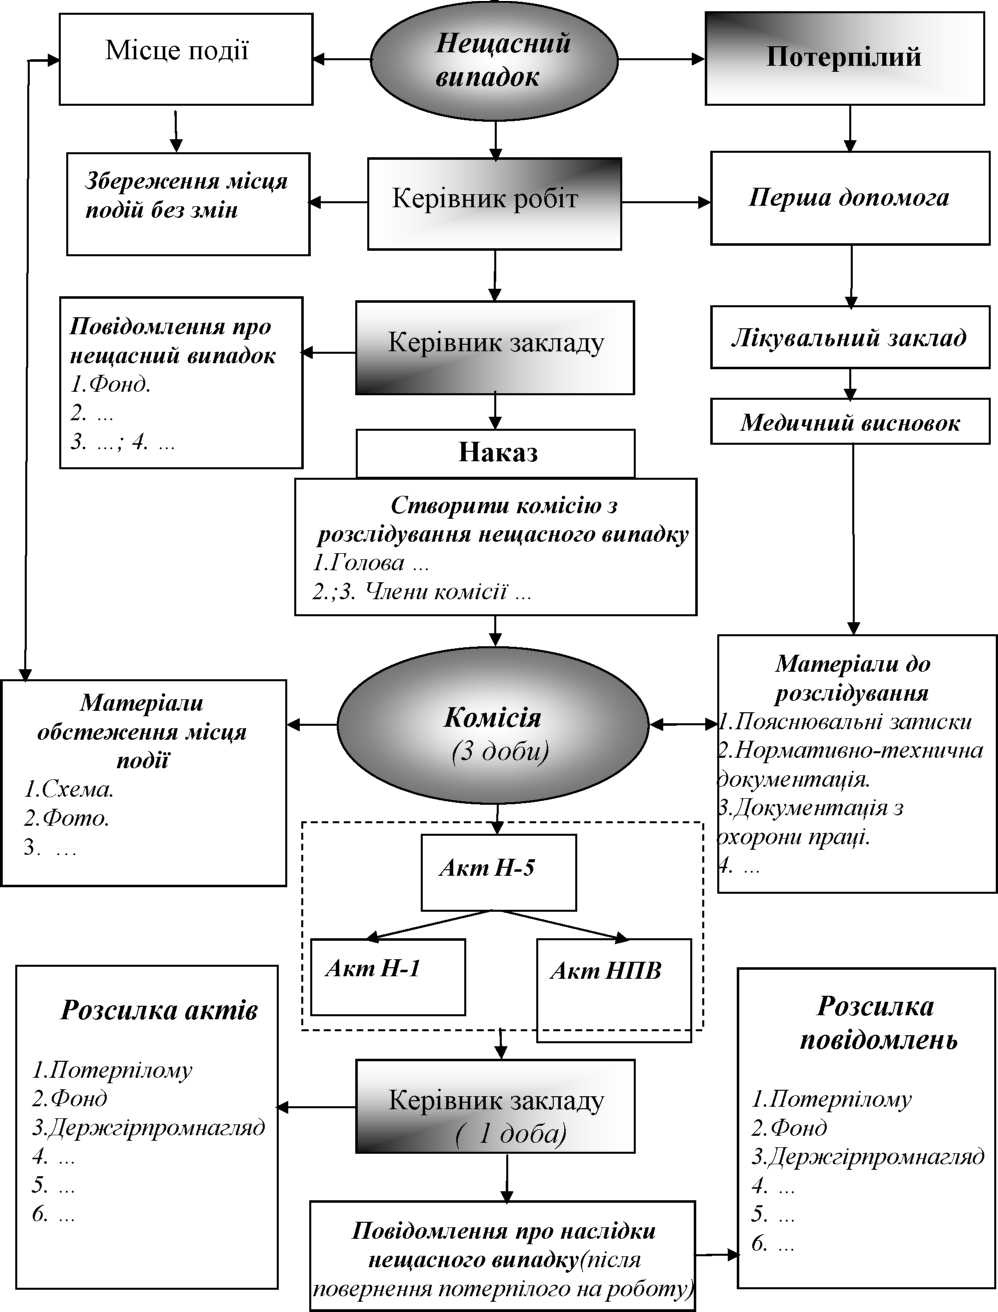 Місце події
Нещасний
випадок
Потерпілий
Збереження місця
подій без змін
Керівник робіт
Перша допомога
Повідомлення про
нещасний випадок
1.Фонд.
2. ...
3. ...; 4. ...
Керівник закладу
Лікувальний заклад
Медичний висновок
Наказ
Створити комісію з
розслідування нещасного випадку
1.Голова ...
2.;3. Члени комісії ...
Матеріали
обстеження місця
події
1.Схема.
2.Фото.
3. ...
Комісія
(3 доби)
Матеріали до
розслідування
1.Пояснювальні записки
2.Нормативно-технична
документація.
3.Документація з
охорони праці.
4. ...
Акт Н-5
Акт Н-1
Акт НПВ
Розсилка актів
1.Потерпілому
2.Фонд
3.Держгірпромнагляд
4. ...
5. ...
6. ...
Керівник закладу
( 1 доба)
Розсилка
повідомлень
1.Потерпілому
2.Фонд
3.Держгірпромнагляд
4. ...
5. ...
6. ...
Повідомлення про наслідки
нещасного випадку(після
повернення потерпілого на роботу)